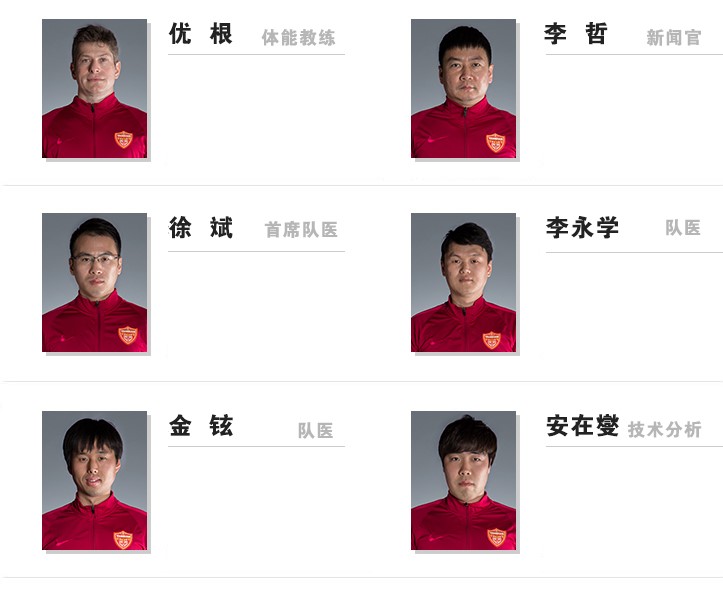 优根 体能教练
李哲 新闻官
徐斌 首席队医
李永学 队医
金铉 队医
安在燮 技术分析